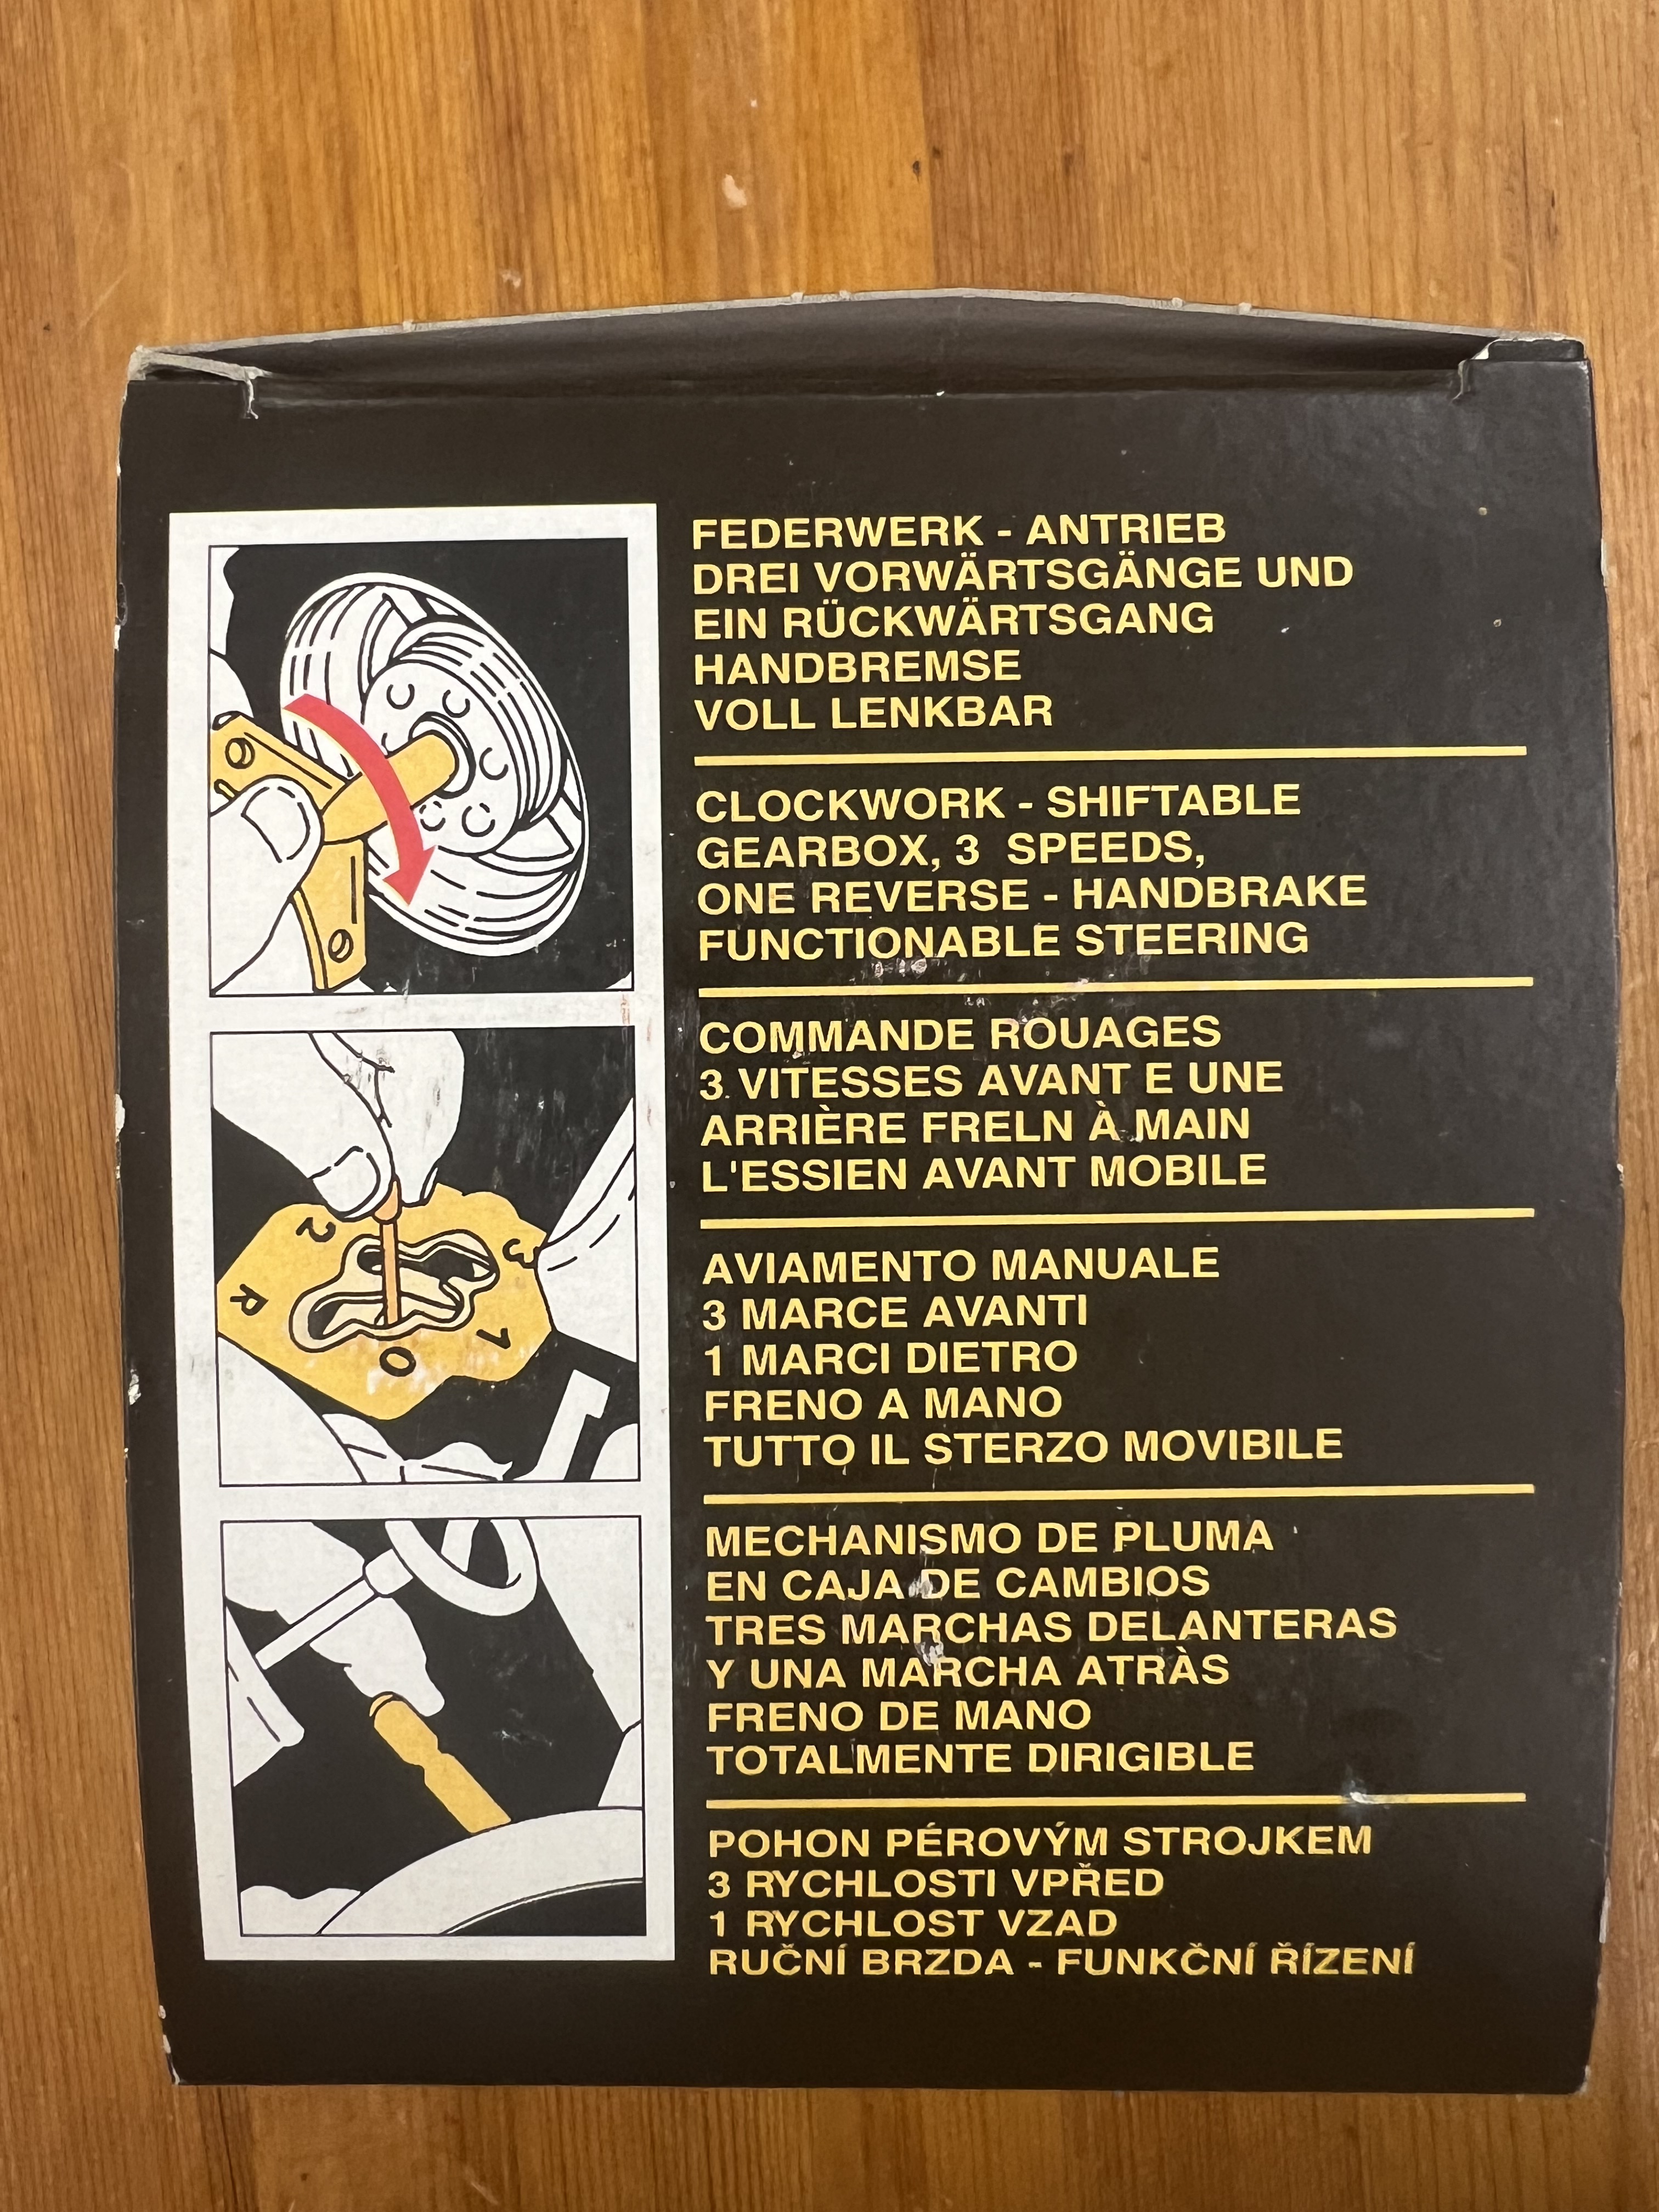 FEDERWERK - ANTRIEB
DREI VORWÄRTSGÄNGE UND
EIN RÜCKWÄRTSGANG
HANDBREMSE
VOLL LENKBAR
CLOCKWORK - SHIFTABLE
GEARBOX, 3 SPEEDS,
ONE REVERSE - HANDBRAKE
FUNCTIONABLE STEERING
COMMANDE ROUAGES
3 VITESSES AVANT E UNE
ARRIÈRE FRELN À MAIN
L'ESSIEN AVANT MOBILE
AVIAMENTO MANUALE
3 MARCE AVANTI
1 MARCI DIETRO
FRENO A MANO
TUTTO IL STERZO MOVIBILE
MECHANISMO DE PLUMA
EN CAJA DE CAMBIOS
TRES MARCHAS DELANTERAS
Y UNA MARCHA ATRÀS
FRENO DE MANO
TOTALMENTE DIRIGIBLE
POHON PÉROVÝM STROJKEM
3 RYCHLOSTI VPŘED
1 RYCHLOST VZAD
RUČNÍ BRZDA - FUNKČNÍ ŘÍZENÍ
2 3
R 1
0